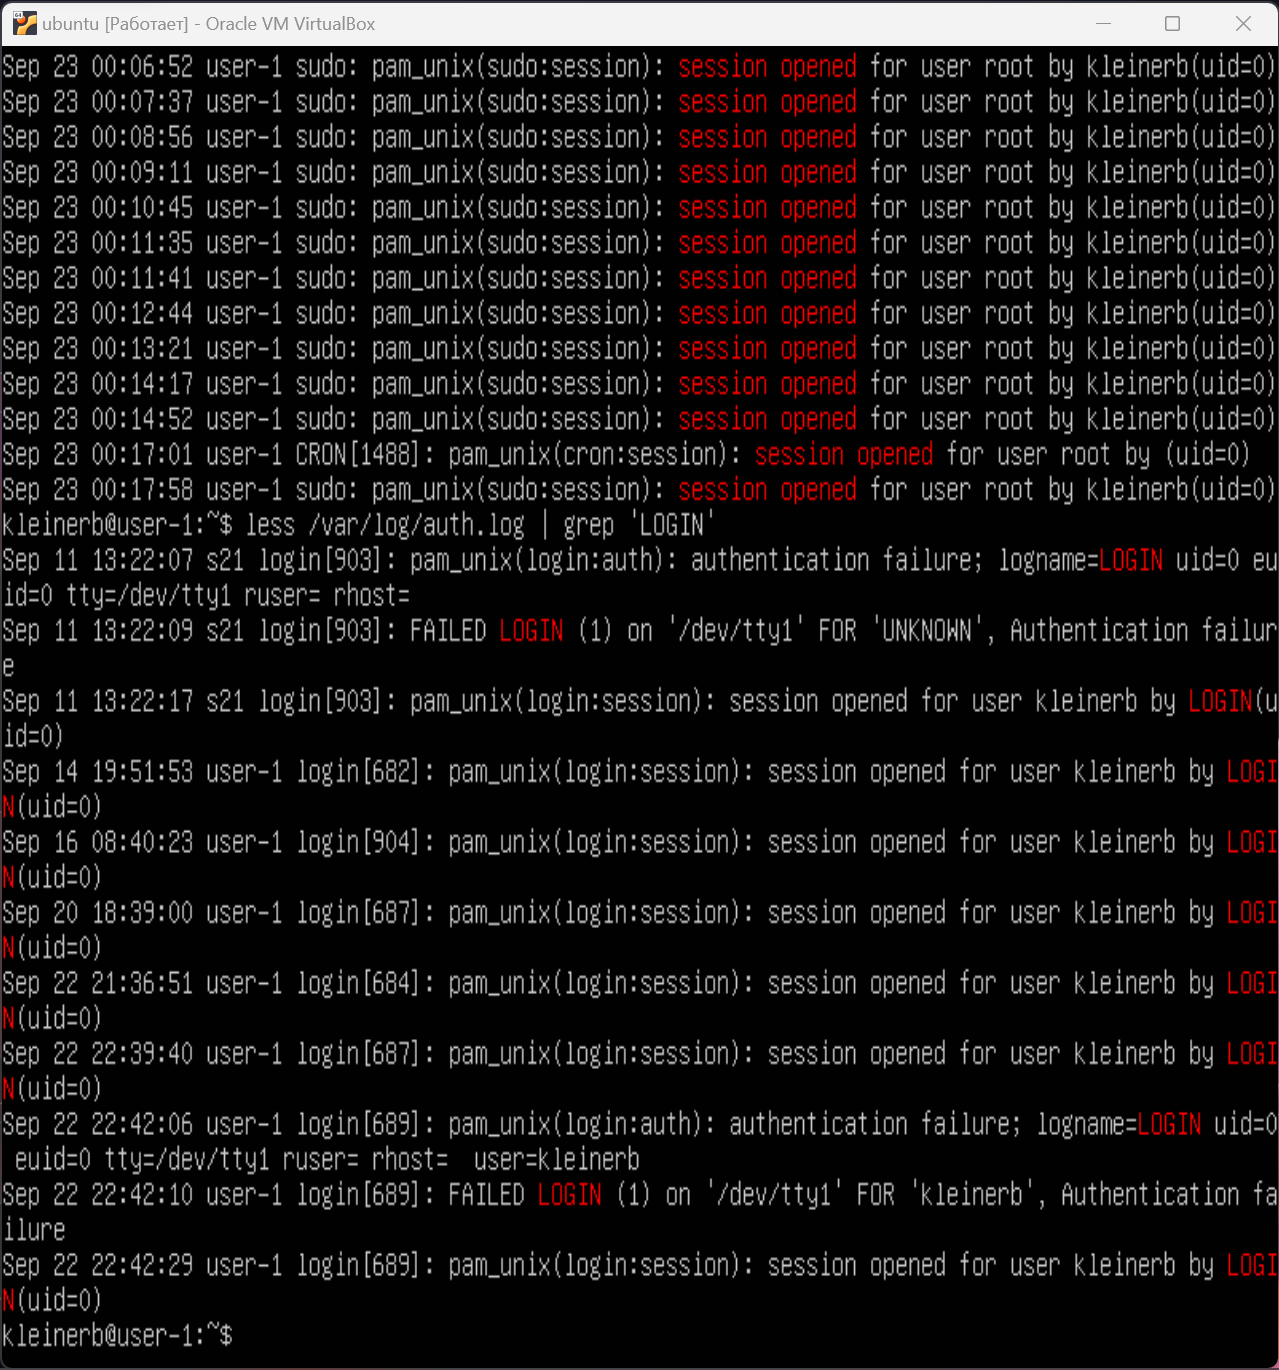 ubuntu [Работает] - Oracle VM VirtualBox
Sep 23 00:06:52 user-1 sudo: pam_unix(sudo:session): session opened for user root by kleinerb(uid=0)
Sep 23 00:07:37 user-1 sudo: pam_unix(sudo:session): session opened for user root by kleinerb(uid=0)
Sep 23 00:08:56 user-1 sudo: pam_unix(sudo:session): session opened for user root by kleinerb(uid=0)
Sep 23 00:09:11 user-1 sudo: pam_unix(sudo:session): session opened for user root by kleinerb(uid=0)
Sep 23 00:10:45 user-1 sudo: pam_unix(sudo:session): session opened for user root by kleinerb(uid=0)
Sep 23 00:11:35 user-1 sudo: pam_unix(sudo:session): session opened for user root by kleinerb(uid=0)
Sep 23 00:11:41 user-1 sudo: pam_unix(sudo:session): session opened for user root by kleinerb(uid=0)
Sep 23 00:12:44 user-1 sudo: pam_unix(sudo:session): session opened for user root by kleinerb(uid=0)
Sep 23 00:13:21 user-1 sudo: pam_unix(sudo:session): session opened for user root by kleinerb(uid=0)
Sep 23 00:14:17 user-1 sudo: pam_unix(sudo:session): session opened for user root by kleinerb(uid=0)
Sep 23 00:14:52 user-1 sudo: pam_unix(sudo:session): session opened for user root by kleinerb(uid=0)
Sep 23 00:17:01 user-1 CRON[1488]: pam_unix(cron:session): session opened for user root by (uid=0)
Sep 23 00:17:58 user-1 sudo: pam_unix(sudo:session): session opened for user root by kleinerb(uid=0)
kleinerb@user-1:~$ less /var/log/auth.log | grep 'LOGIN'
Sep 11 13:22:07 s21 login[903]: pam_unix(login:auth): authentication failure; logname=LOGIN uid=0 eu
id=0 tty=/dev/tty1 ruser= rhost=
Sep 11 13:22:09 s21 login[903]: FAILED LOGIN (1) on '/dev/tty1' FOR 'UNKNOWN', Authentication failur
e
Sep 11 13:22:17 s21 login[903]: pam_unix(login:session): session opened for user kleinerb by LOGIN(u
id=0)
Sep 14 19:51:53 user-1 login[682]: pam_unix(login:session): session opened for user kleinerb by LOGI
N(uid=0)
Sep 16 08:40:23 user-1 login[904]: pam_unix(login:session): session opened for user kleinerb by LOGI
N(uid=0)
Sep 20 18:39:00 user-1 login[687]: pam_unix(login:session): session opened for user kleinerb by LOGI
N(uid=0)
Sep 22 21:36:51 user-1 login[684]: pam_unix(login:session): session opened for user kleinerb by LOGI
N(uid=0)
Sep 22 22:39:40 user-1 login[687]: pam_unix(login:session): session opened for user kleinerb by LOGI
N(uid=0)
Sep 22 22:42:06 user-1 login[689]: pam_unix(login:auth): authentication failure; logname=LOGIN uid=0
 euid=0 tty=/dev/tty1 ruser= rhost=  user=kleinerb
Sep 22 22:42:10 user-1 login[689]: FAILED LOGIN (1) on '/dev/tty1' FOR 'kleinerb', Authentication fa
ilure
Sep 22 22:42:29 user-1 login[689]: pam_unix(login:session): session opened for user kleinerb by LOGI
N(uid=0)
kleinerb@user-1:~$